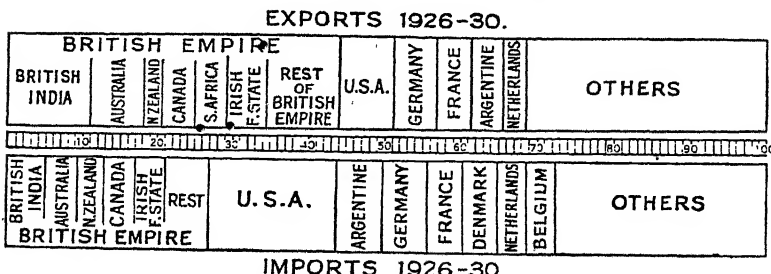 EXPORTS 1926-30.
BRITISH EMPIRE
BRITISH INDIA
AUSTRALIA
N.ZEALAND
CANADA
S.AFRICA
IRISH F.STATE
REST OF BRITISH EMPIRE
U.S.A.
GERMANY
FRANCE
ARGENTINE
NETHERLANDS
OTHERS
10 20 30 40 50 60 70 80 90 100
BRITISH INDIA
AUSTRALIA
N.ZEALAND
CANADA
IRISH F.STATE
REST
BRITISH EMPIRE
U.S.A.
ARGENTINE
GERMANY
FRANCE
DENMARK
NETHERLANDS
BELGIUM
OTHERS
IMPORTS 1926-30